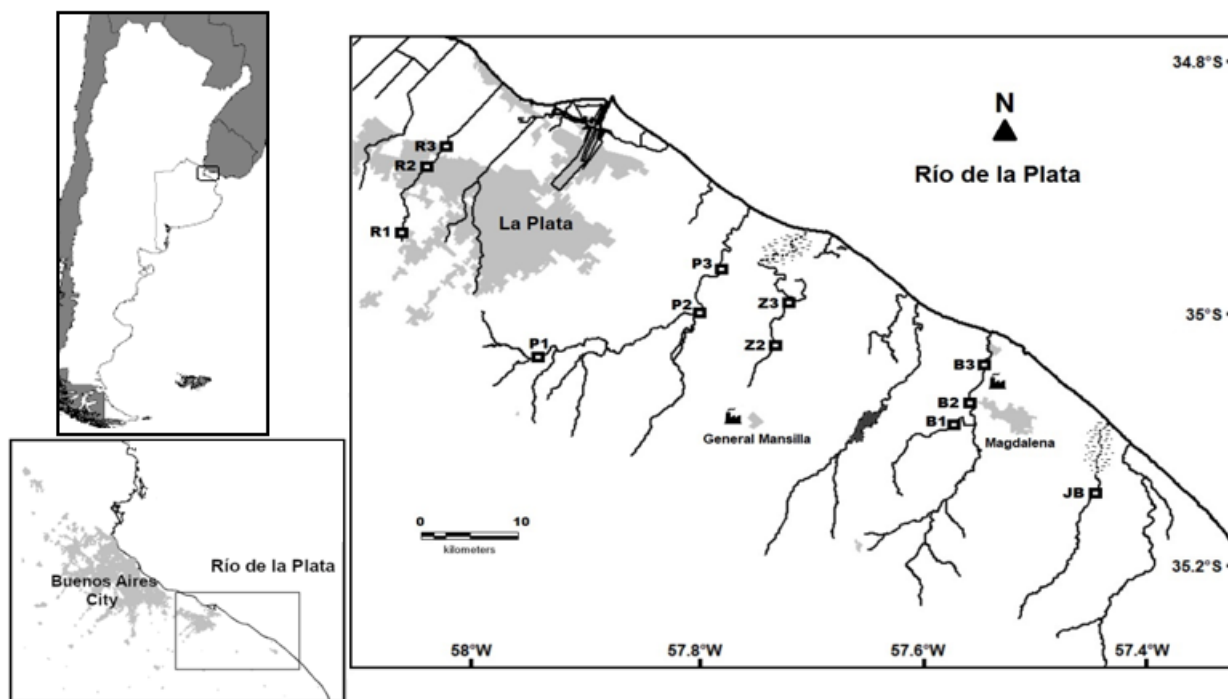 34.8°S
N
Río de la Plata
R3
R2
R1
La Plata
P3
P2
P1
Z3
Z2
35°S
B3
B2
B1
General Mansilla
Magdalena
JB
0 10
kilometers
35.2°S
58°W
57.8°W
57.6°W
57.4°W
Río de la Plata
Buenos Aires
City